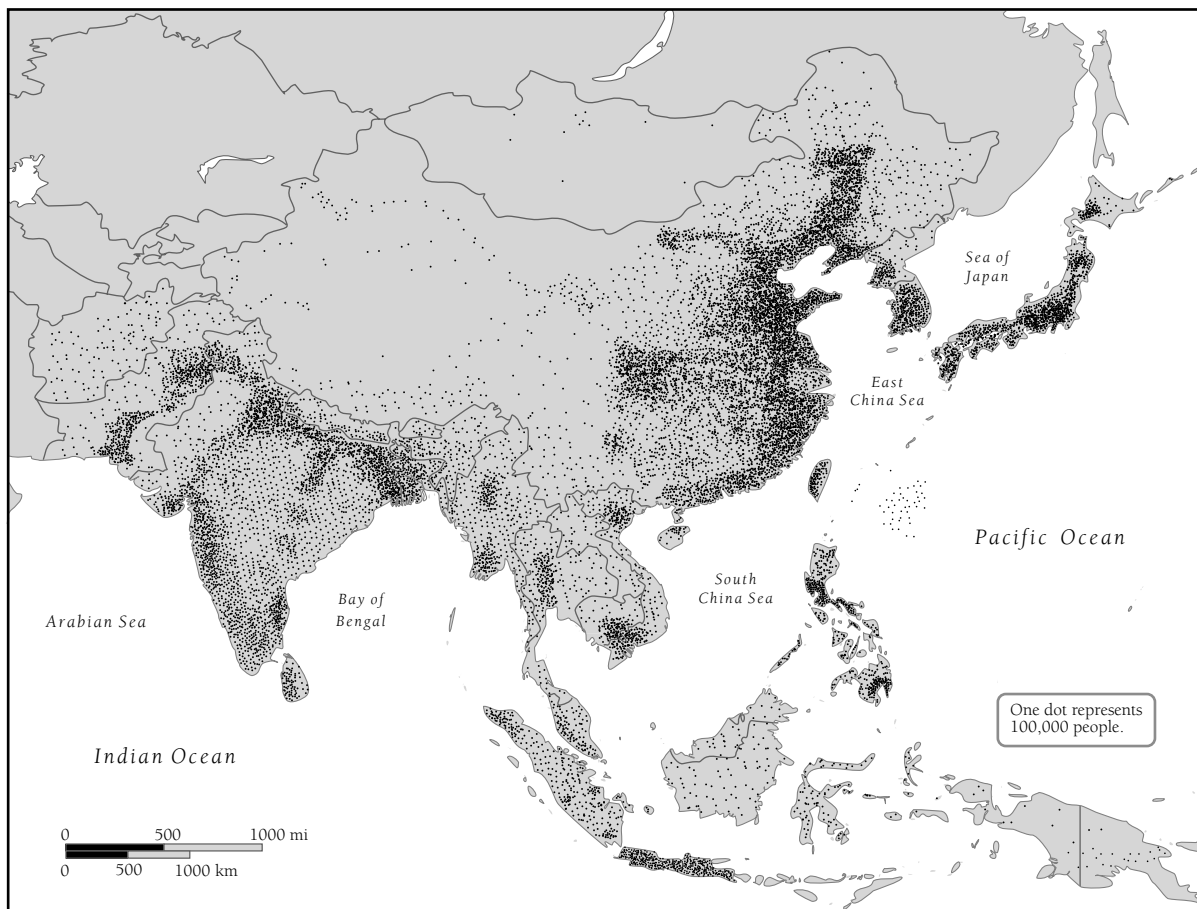 Sea of
Japan
East
China Sea
Pacific Ocean
South
China Sea
Bay of
Bengal
Arabian Sea
One dot represents
100,000 people.
Indian Ocean
0 500 1000 mi
0 500 1000 km